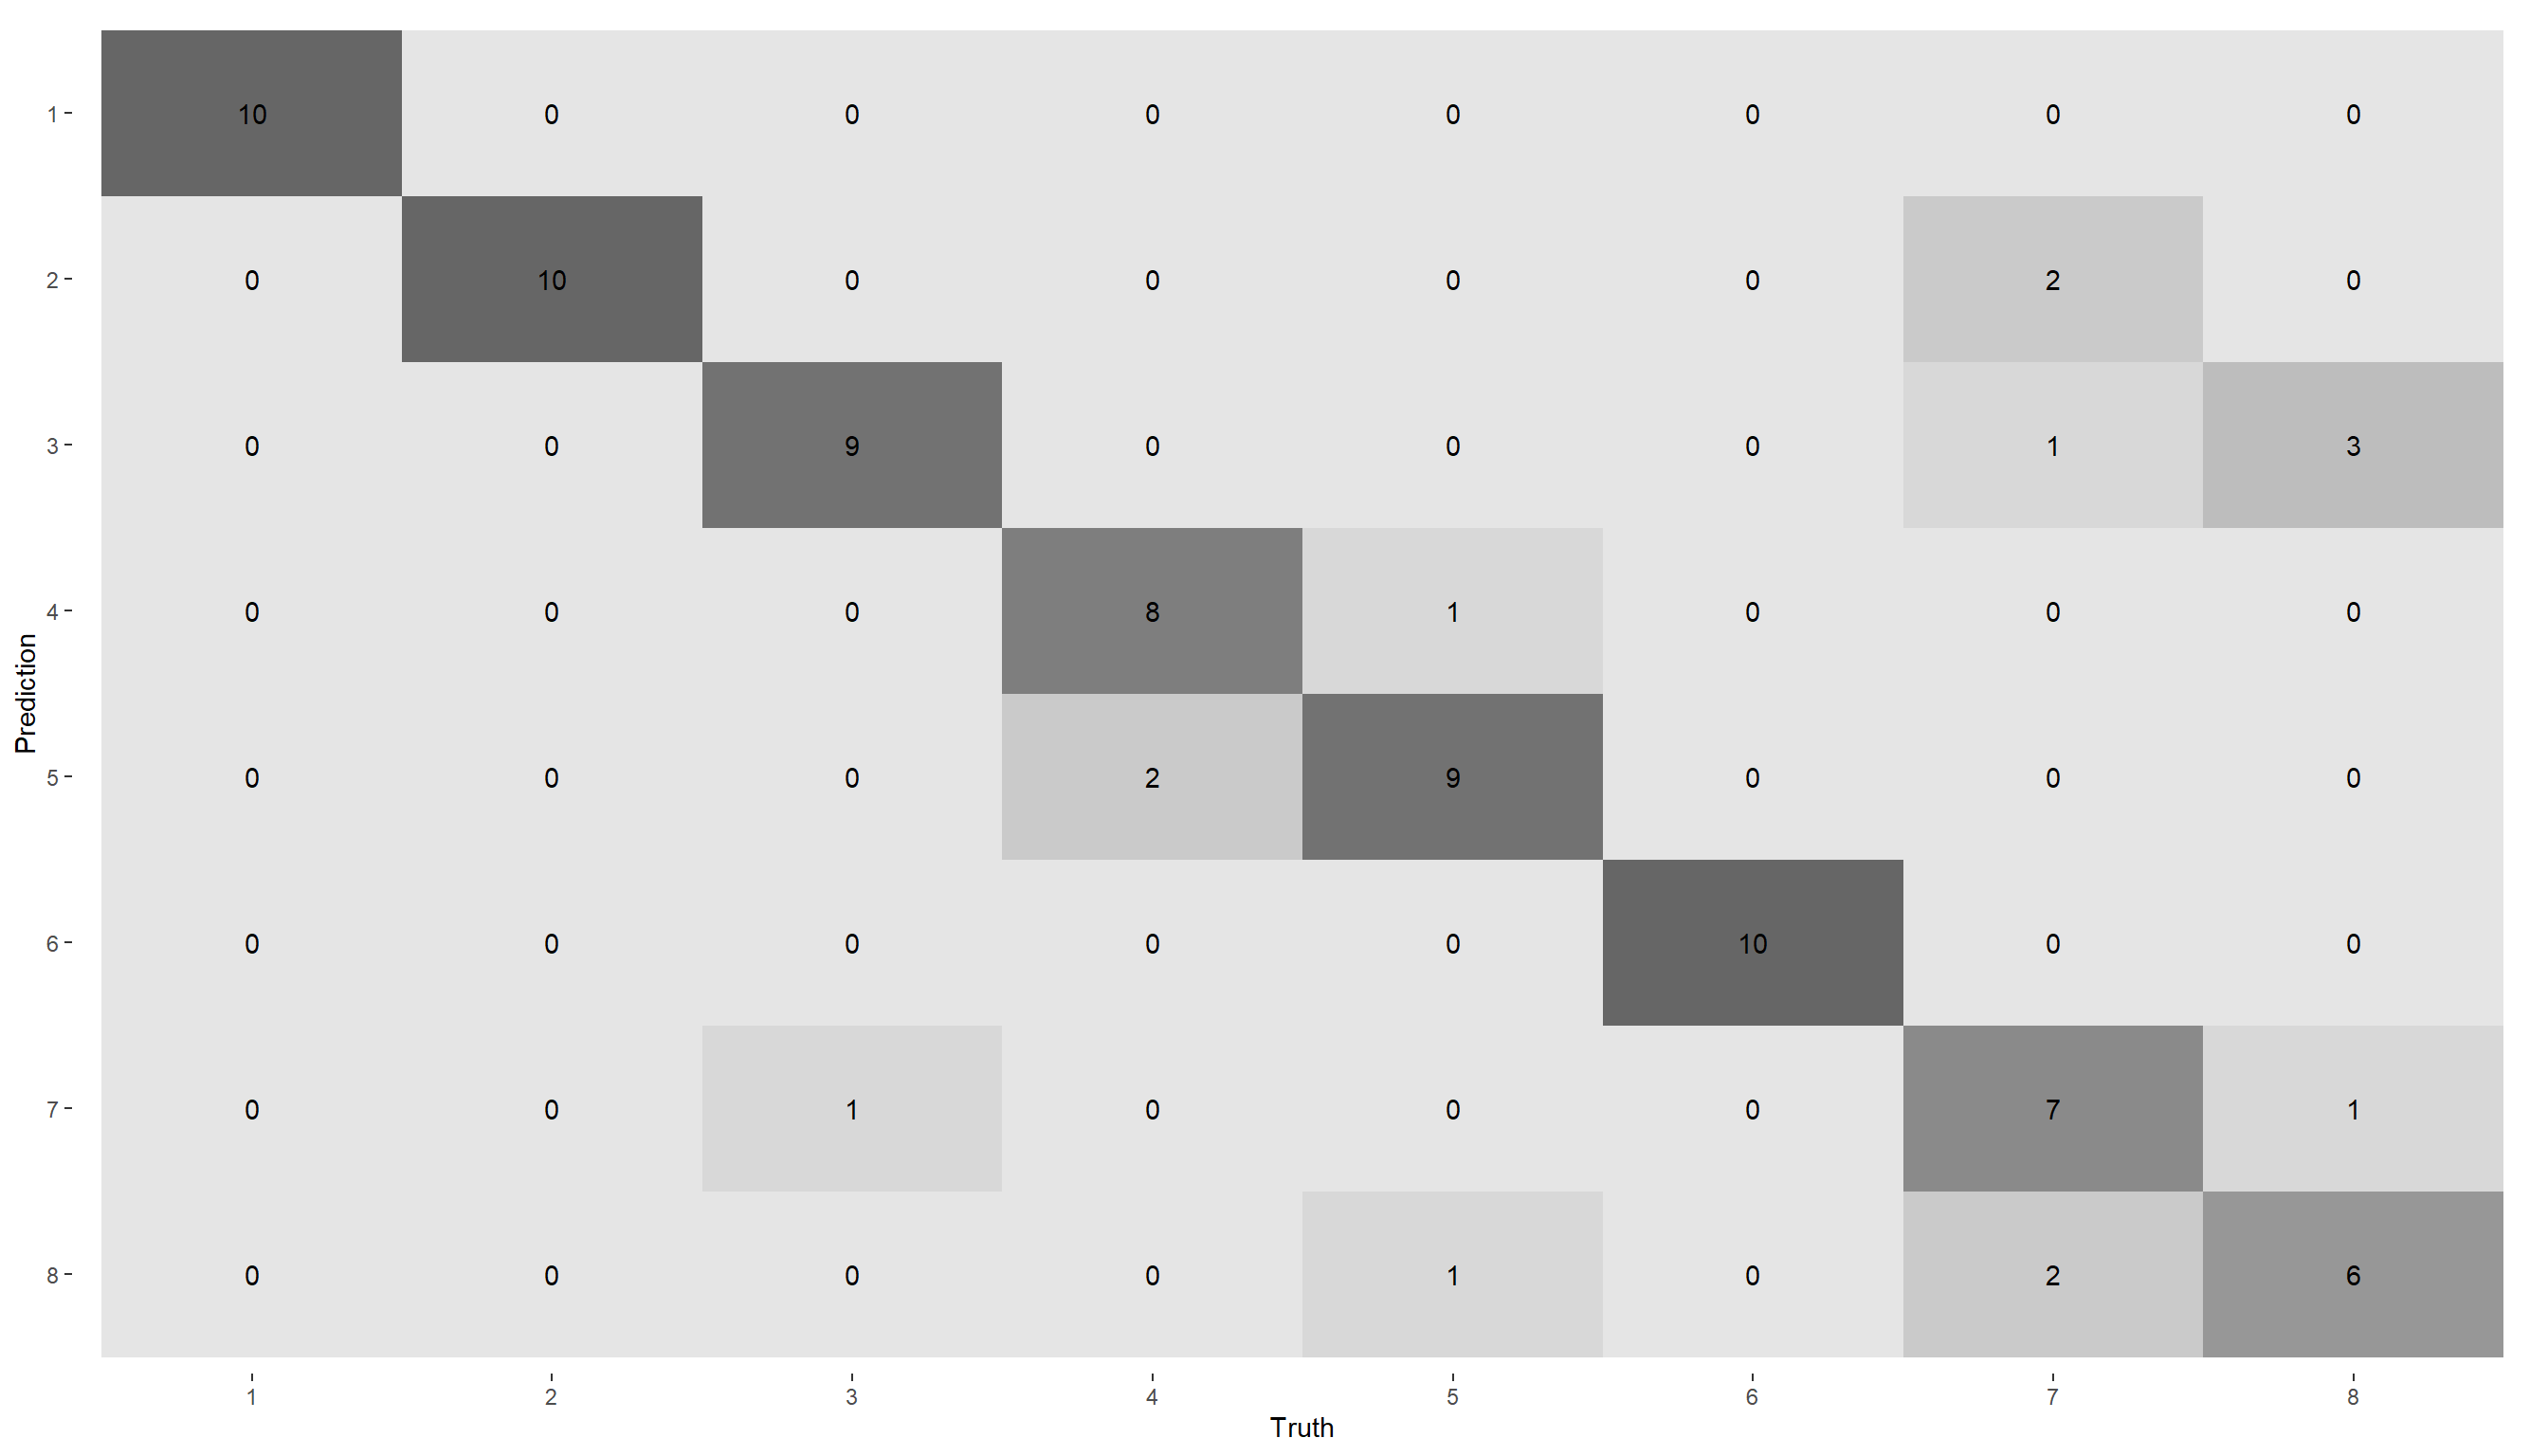 1 10 0 0 0 0 0 0 0
2 0 10 0 0 0 0 2 0
3 0 0 9 0 0 0 1 3
4 0 0 0 8 1 0 0 0
Prediction
5 0 0 0 2 9 0 0 0
6 0 0 0 0 0 10 0 0
7 0 0 1 0 0 0 7 1
8 0 0 0 0 1 0 2 6
1 2 3 4 5 6 7 8
Truth